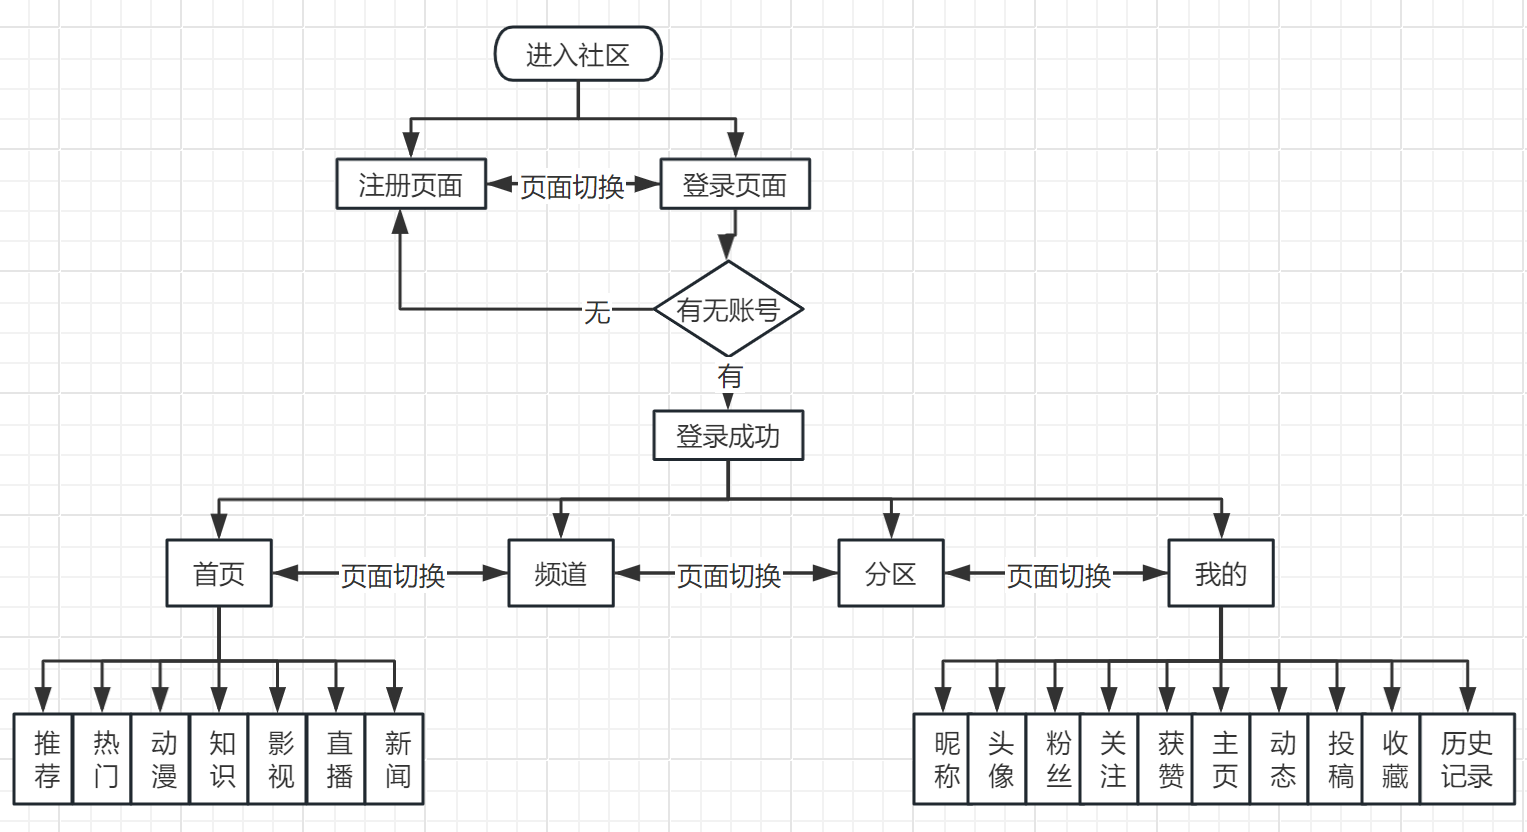 进入社区
注册页面
页面切换
登录页面
有无账号
无
有
登录成功
首页
页面切换
频道
页面切换
分区
页面切换
我的
推
荐
热
门
动
漫
知
识
影
视
直
播
新
闻
昵
称
头
像
粉
丝
关
注
获
赞
主
页
动
态
投
稿
收
藏
历史
记录